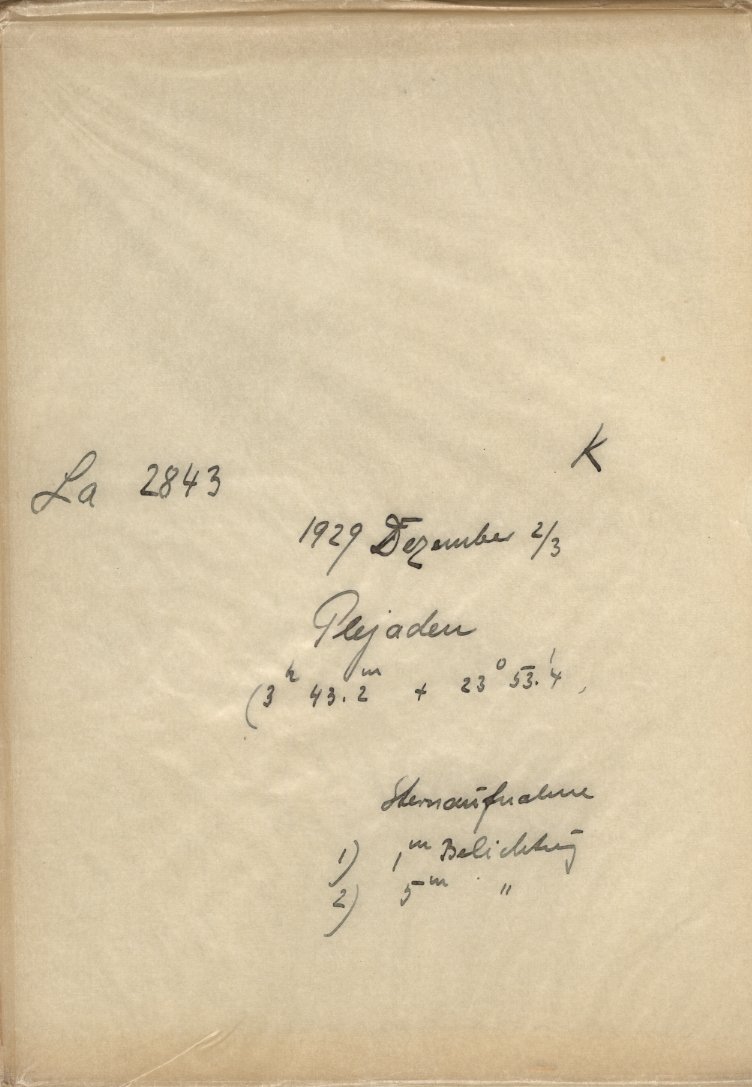 K
La 2843
1929 Dezember 2/3
Plejaden
(3ʰ 43.2ᵐ + 23° 53.'4,
Sternaufnahme
1) 1ᵐ Belichtung
2) 5ᵐ "